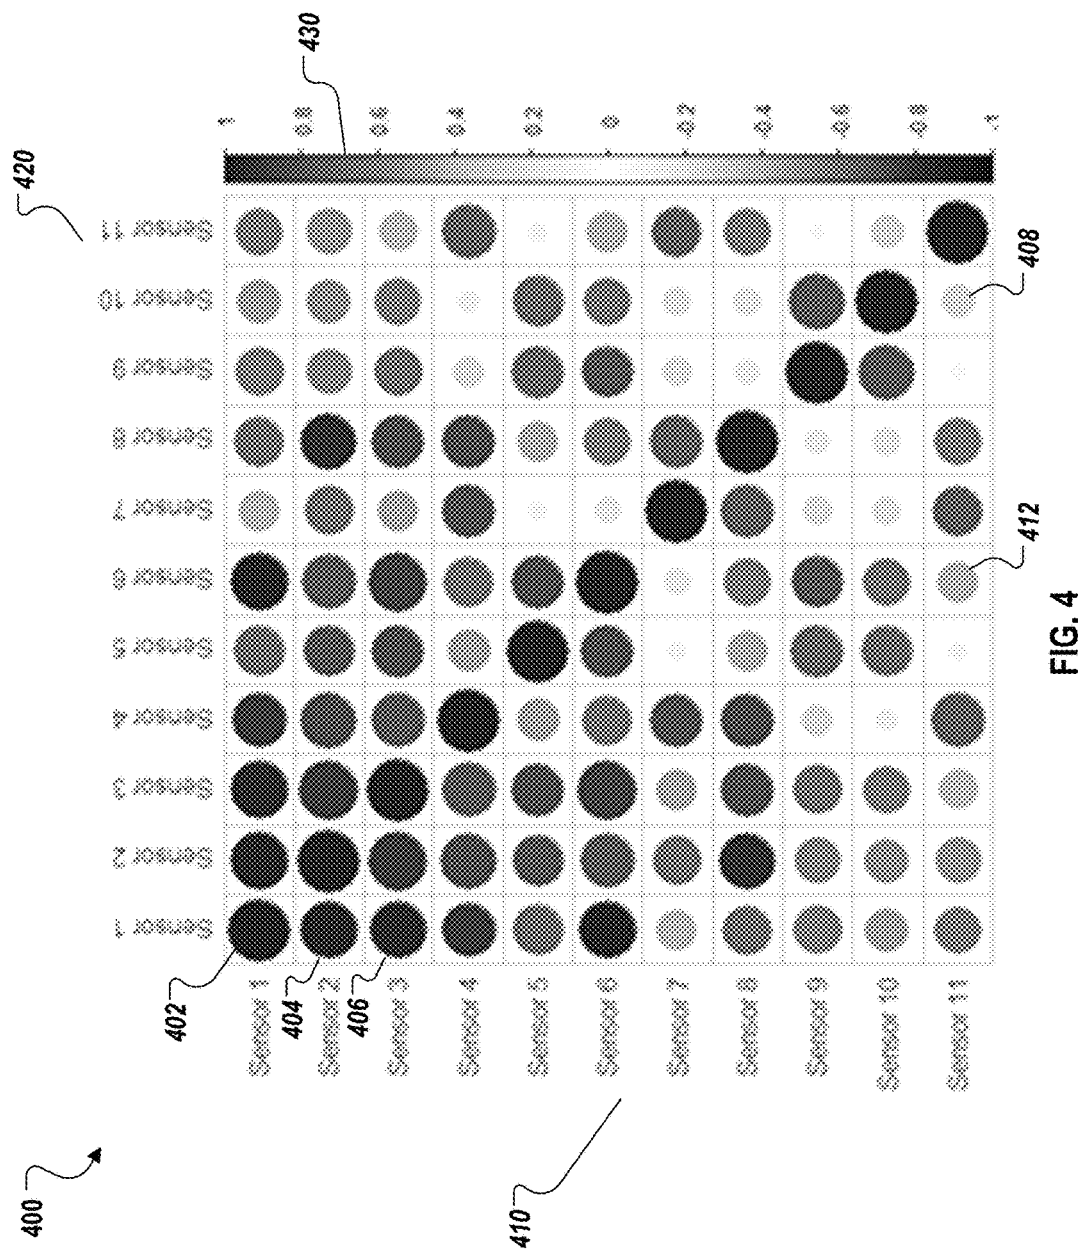 400
410
420
430
Sensor 1
Sensor 2
Sensor 3
Sensor 4
Sensor 5
Sensor 6
Sensor 7
Sensor 8
Sensor 9
Sensor 10
Sensor 11
402
Sensor 1
404
Sensor 2
406
Sensor 3
Sensor 4
Sensor 5
Sensor 6
Sensor 7
Sensor 8
Sensor 9
Sensor 10
Sensor 11
1
0.8
0.6
0.4
0.2
0
-0.2
-0.4
-0.6
-0.8
-1
408
412
FIG. 4